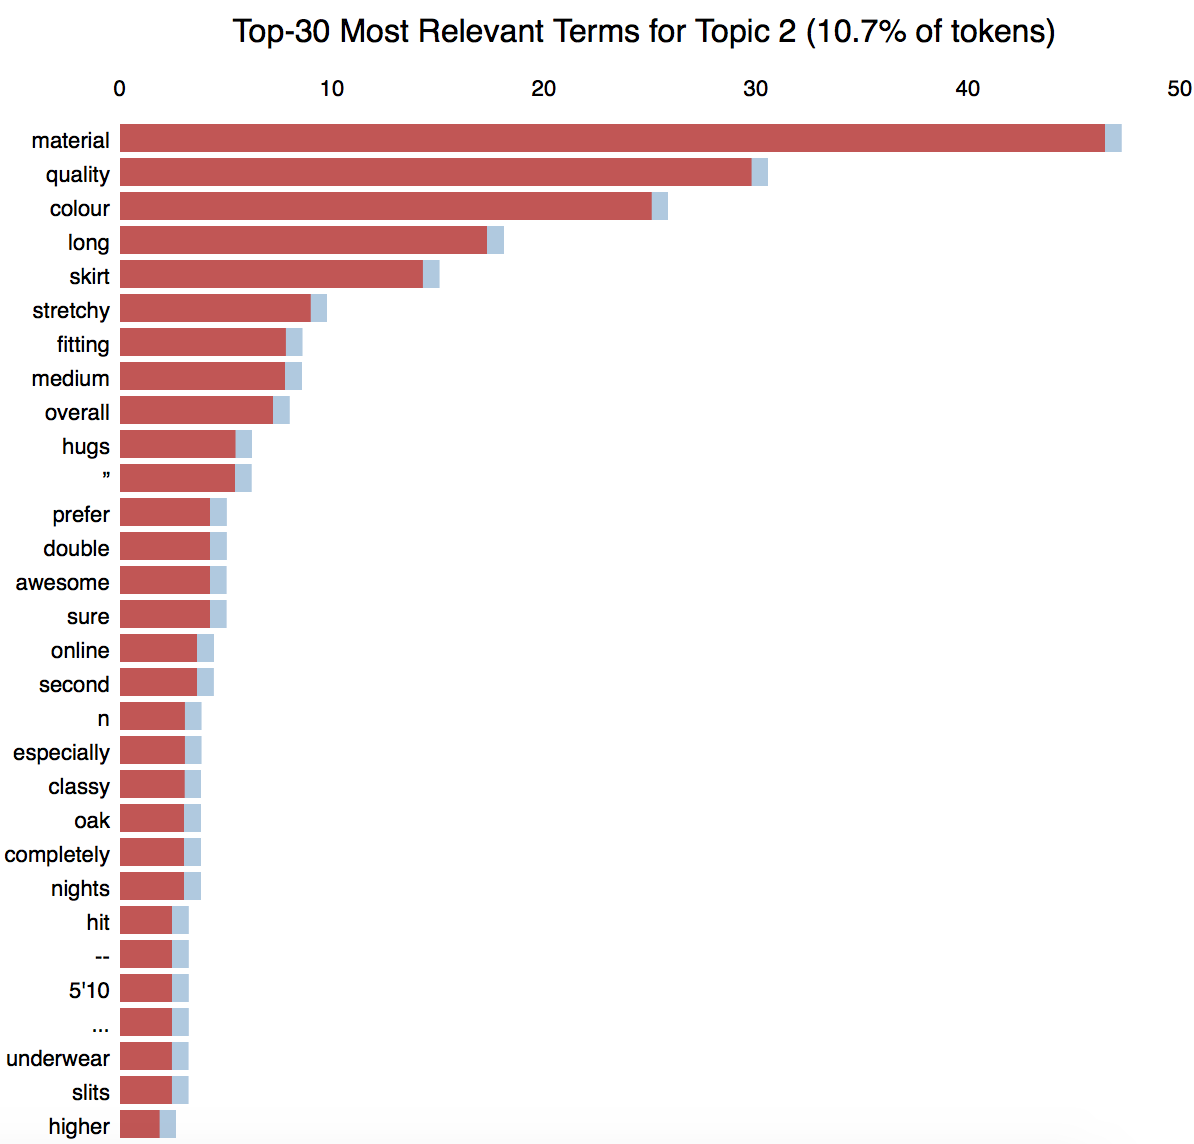 Top-30 Most Relevant Terms for Topic 2 (10.7% of tokens)
0 10 20 30 40 50
material
quality
colour
long
skirt
stretchy
fitting
medium
overall
hugs
”
prefer
double
awesome
sure
online
second
n
especially
classy
oak
completely
nights
hit
--
5'10
...
underwear
slits
higher